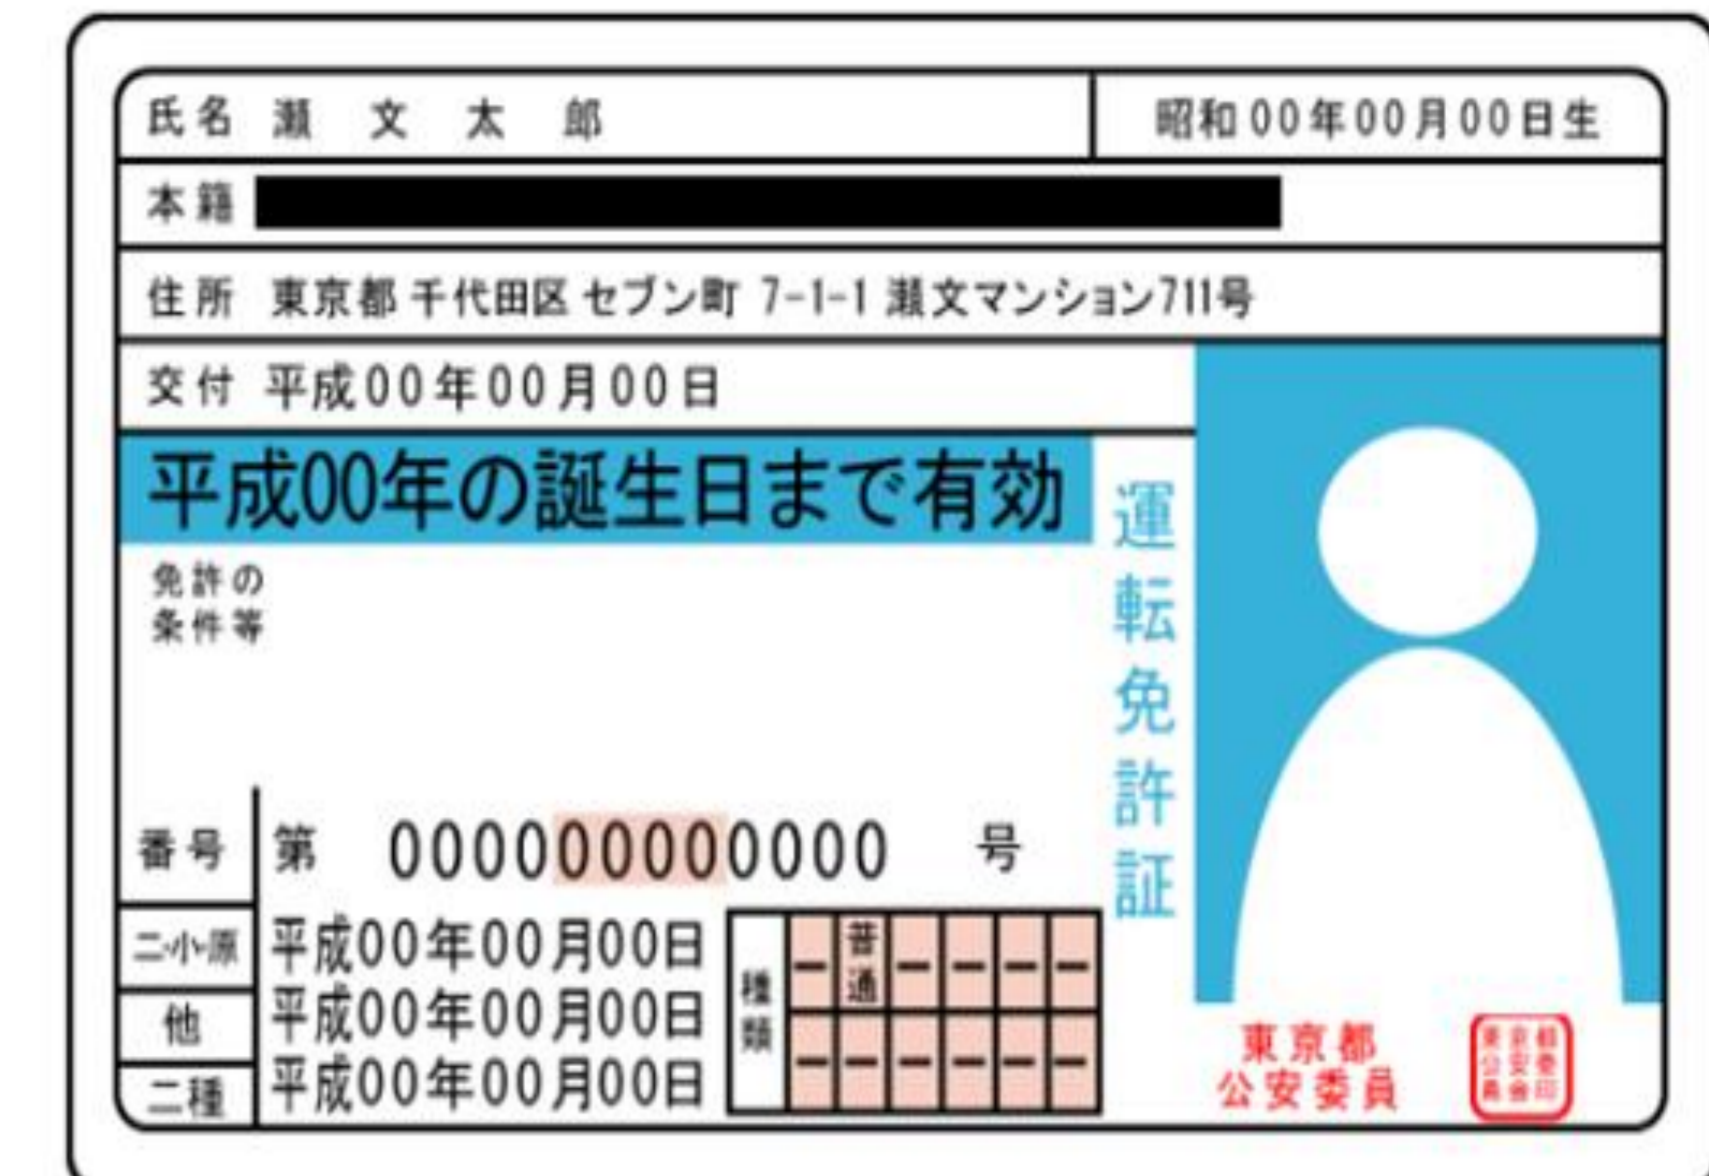 氏名 瀬 文 太 郎 昭和00年00月00日生
本籍
住所 東京都 千代田区 セブン町 7-1-1 瀬文マンション711号
交付 平成00年00月00日
平成00年の誕生日まで有効
免許の
条件等
運転免許証
番号 第 000000000000 号
二・小・原 平成00年00月00日
他 平成00年00月00日
二種 平成00年00月00日
種類 － 普通 － － － －
－ － － － － －
東京都
公安委員